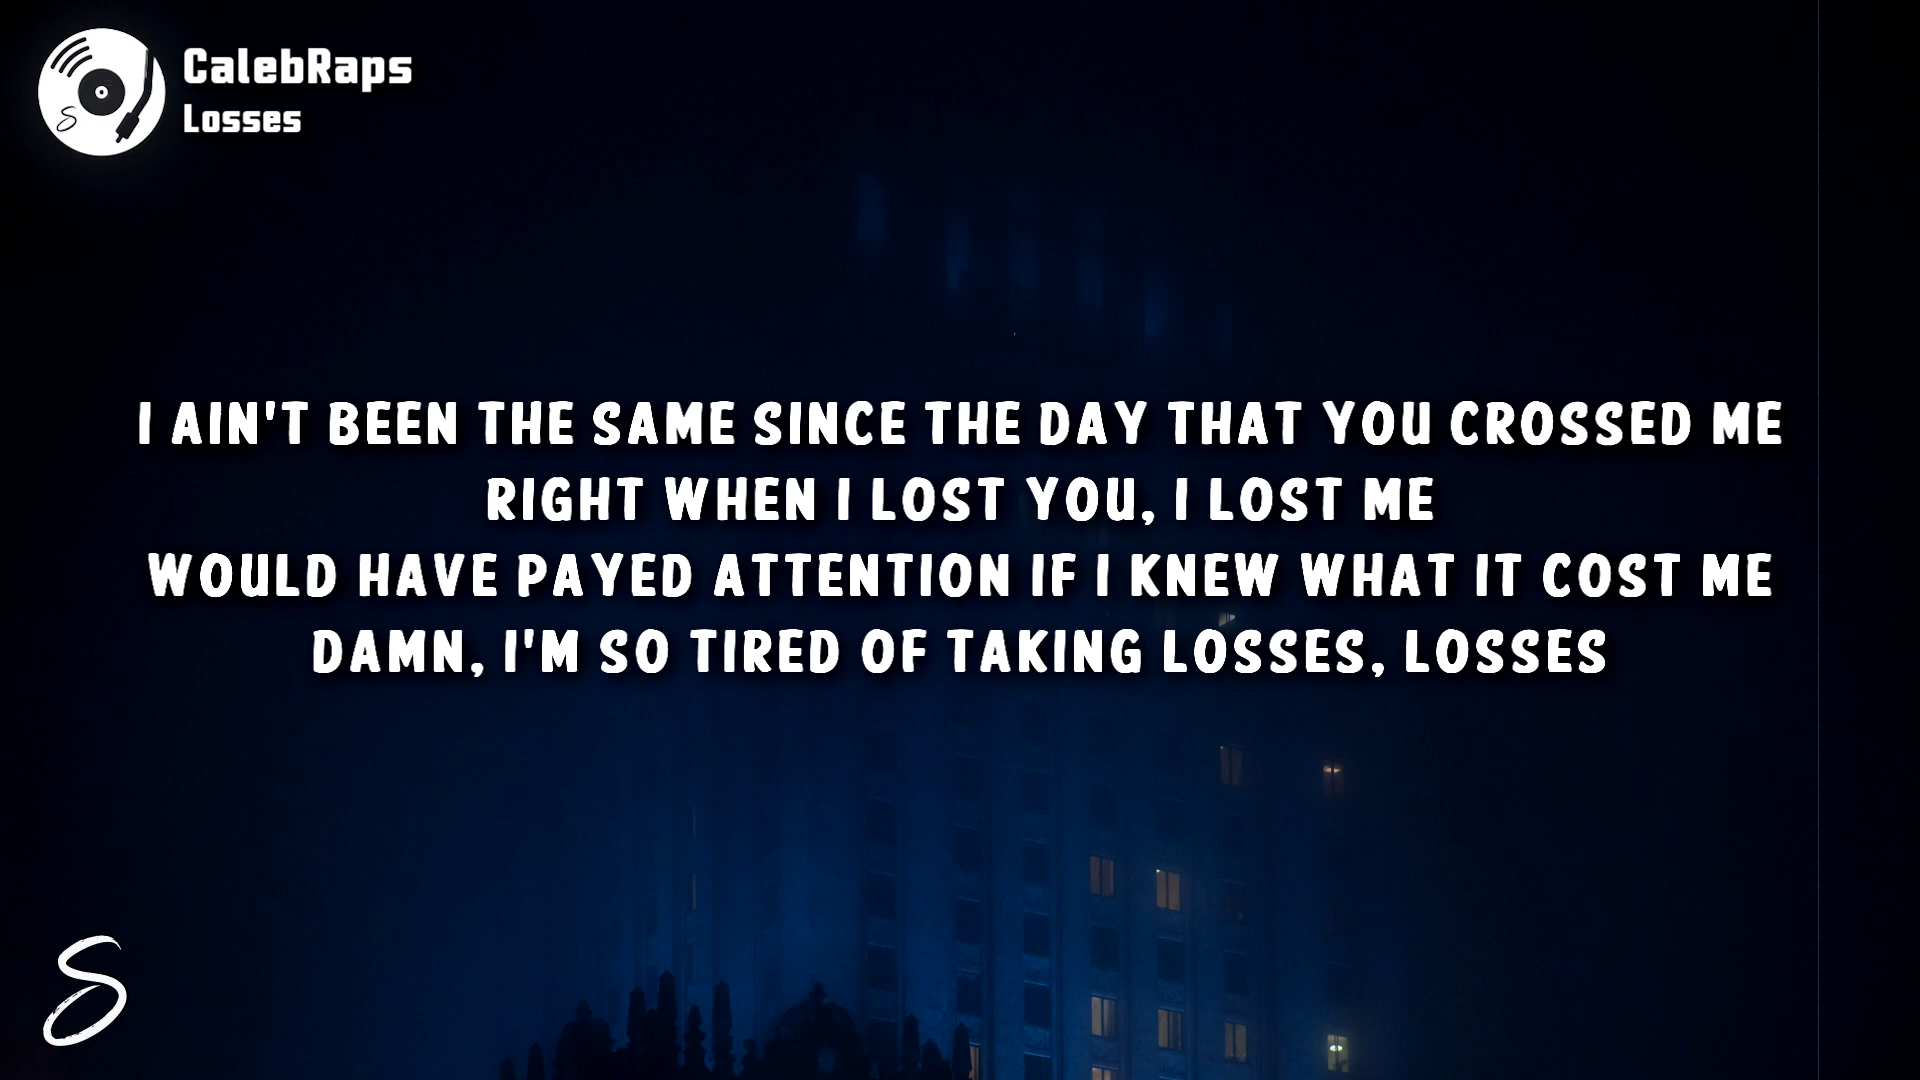 CalebRaps
Losses
S
I AIN'T BEEN THE SAME SINCE THE DAY THAT YOU CROSSED ME
RIGHT WHEN I LOST YOU, I LOST ME
WOULD HAVE PAYED ATTENTION IF I KNEW WHAT IT COST ME
DAMN, I'M SO TIRED OF TAKING LOSSES, LOSSES
S